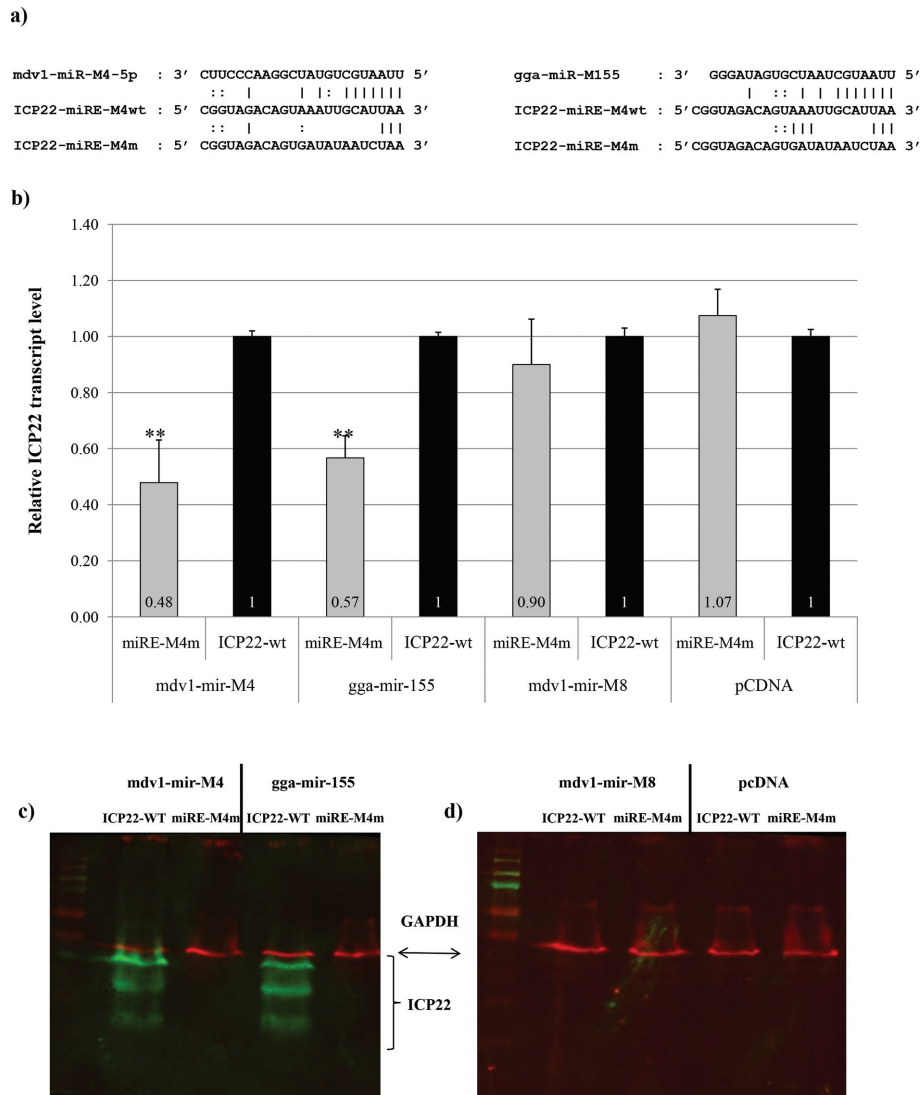 a)
mdv1-miR-M4-5p : 3’ CUUCCCAAGGCUAUGUCGUAAUU 5’
ICP22-miRE-M4wt : 5’ CGGUAGACAGUAAAUUGCAUUAA 3’
ICP22-miRE-M4m : 5’ CGGUAGACAGUGAUAUAAUCUAA 3’
gga-miR-M155 : 3’ GGGAUAGUGCUAAUCGUAAUU 5’
ICP22-miRE-M4wt : 5’ CGGUAGACAGUAAAUUGCAUUAA 3’
ICP22-miRE-M4m : 5’CGGUAGACAGUGAUAUAAUCUAA 3’
b)
Relative ICP22 transcript level
1.40
1.20
1.00
0.80
0.60
0.40
0.20
0.00
** **
0.48 1 0.57 1 0.90 1 1.07 1
miRE-M4m ICP22-wt miRE-M4m ICP22-wt miRE-M4m ICP22-wt miRE-M4m ICP22-wt
mdv1-mir-M4 gga-mir-155 mdv1-mir-M8 pCDNA
c)
mdv1-mir-M4 gga-mir-155
ICP22-WT miRE-M4m ICP22-WT miRE-M4m
GAPDH
ICP22
d)
mdv1-mir-M8 pcDNA
ICP22-WT miRE-M4m ICP22-WT miRE-M4m